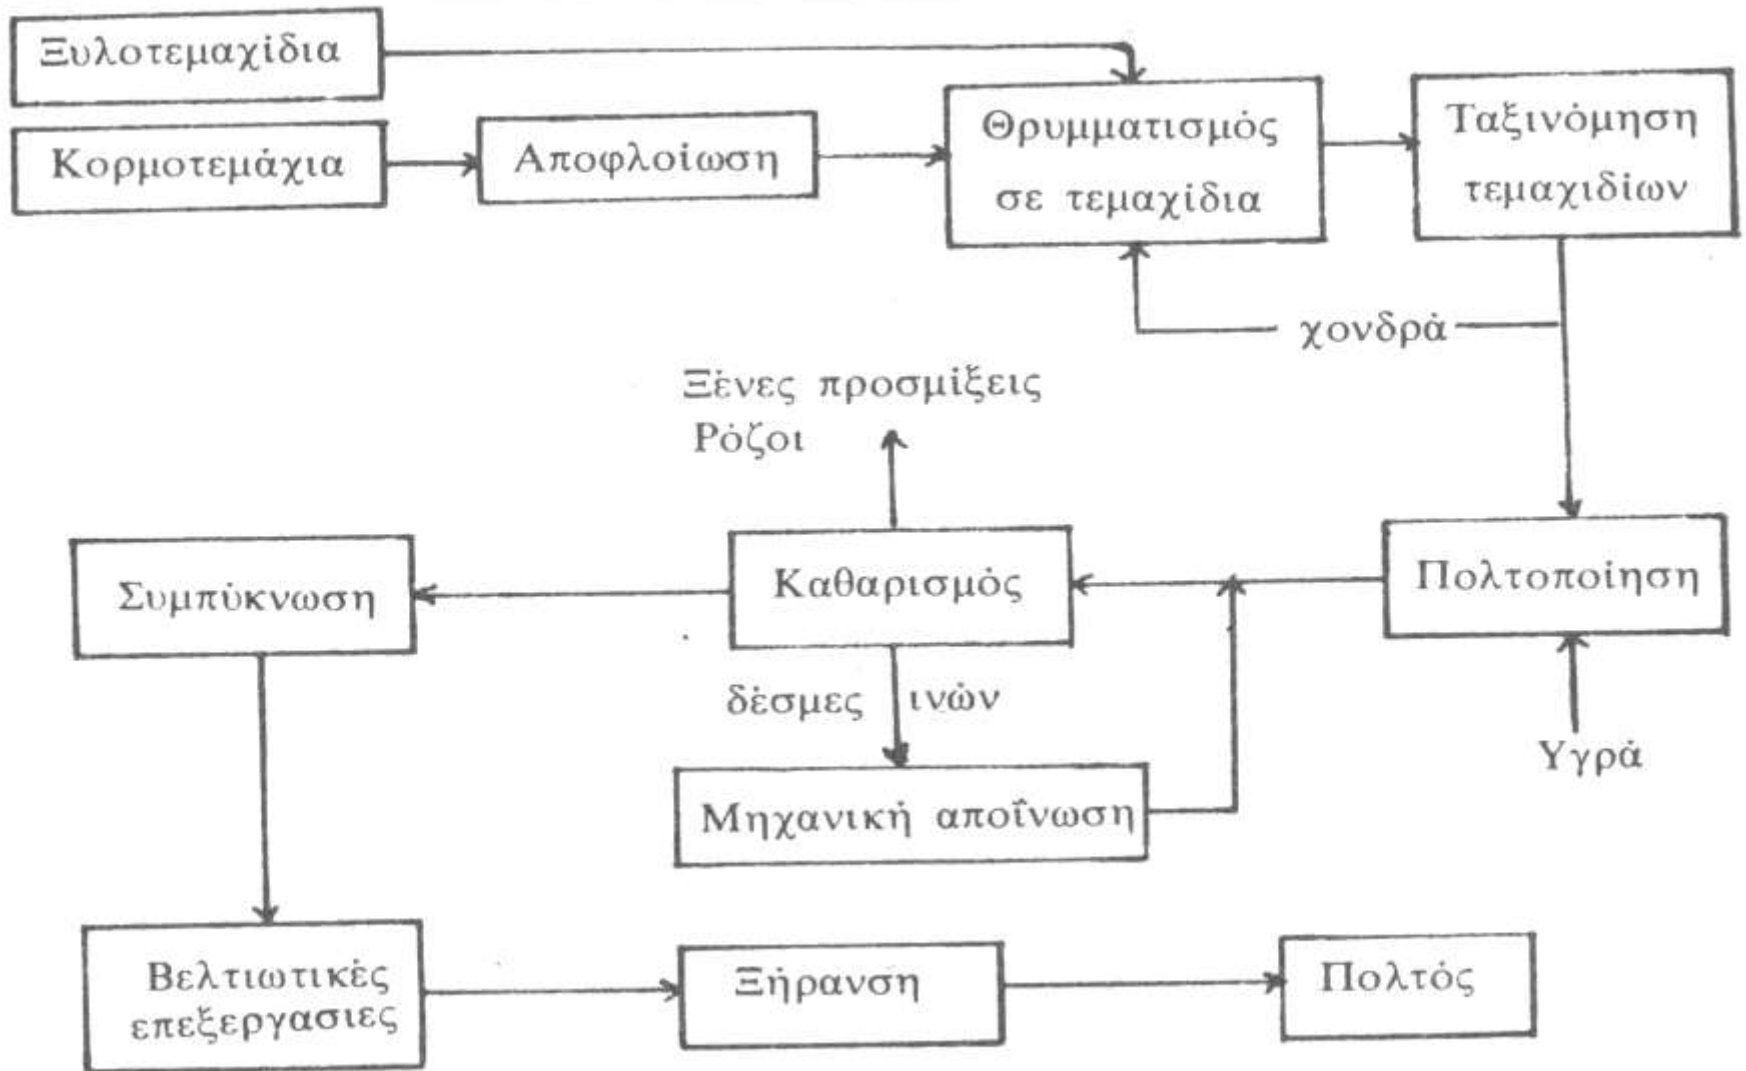 Ξυλοτεμαχίδια
Κορμοτεμάχια
Αποφλοίωση
Θρυμματισμός
σε τεμαχίδια
Ταξινόμηση
τεμαχιδίων
χονδρά
Ξένες προσμίξεις
Ρόζοι
Συμπύκνωση
Καθαρισμός
Πολτοποίηση
δέσμες ινών
Υγρά
Μηχανική αποΐνωση
Βελτιωτικές
επεξεργασιες
Ξήρανση
Πολτός